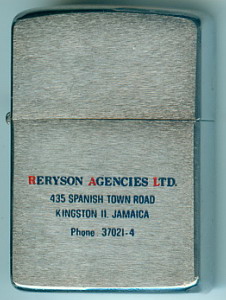 RERYSON AGENCIES LTD.
435 SPANISH TOWN ROAD
KINGSTON 11, JAMAICA
Phone 37021-4